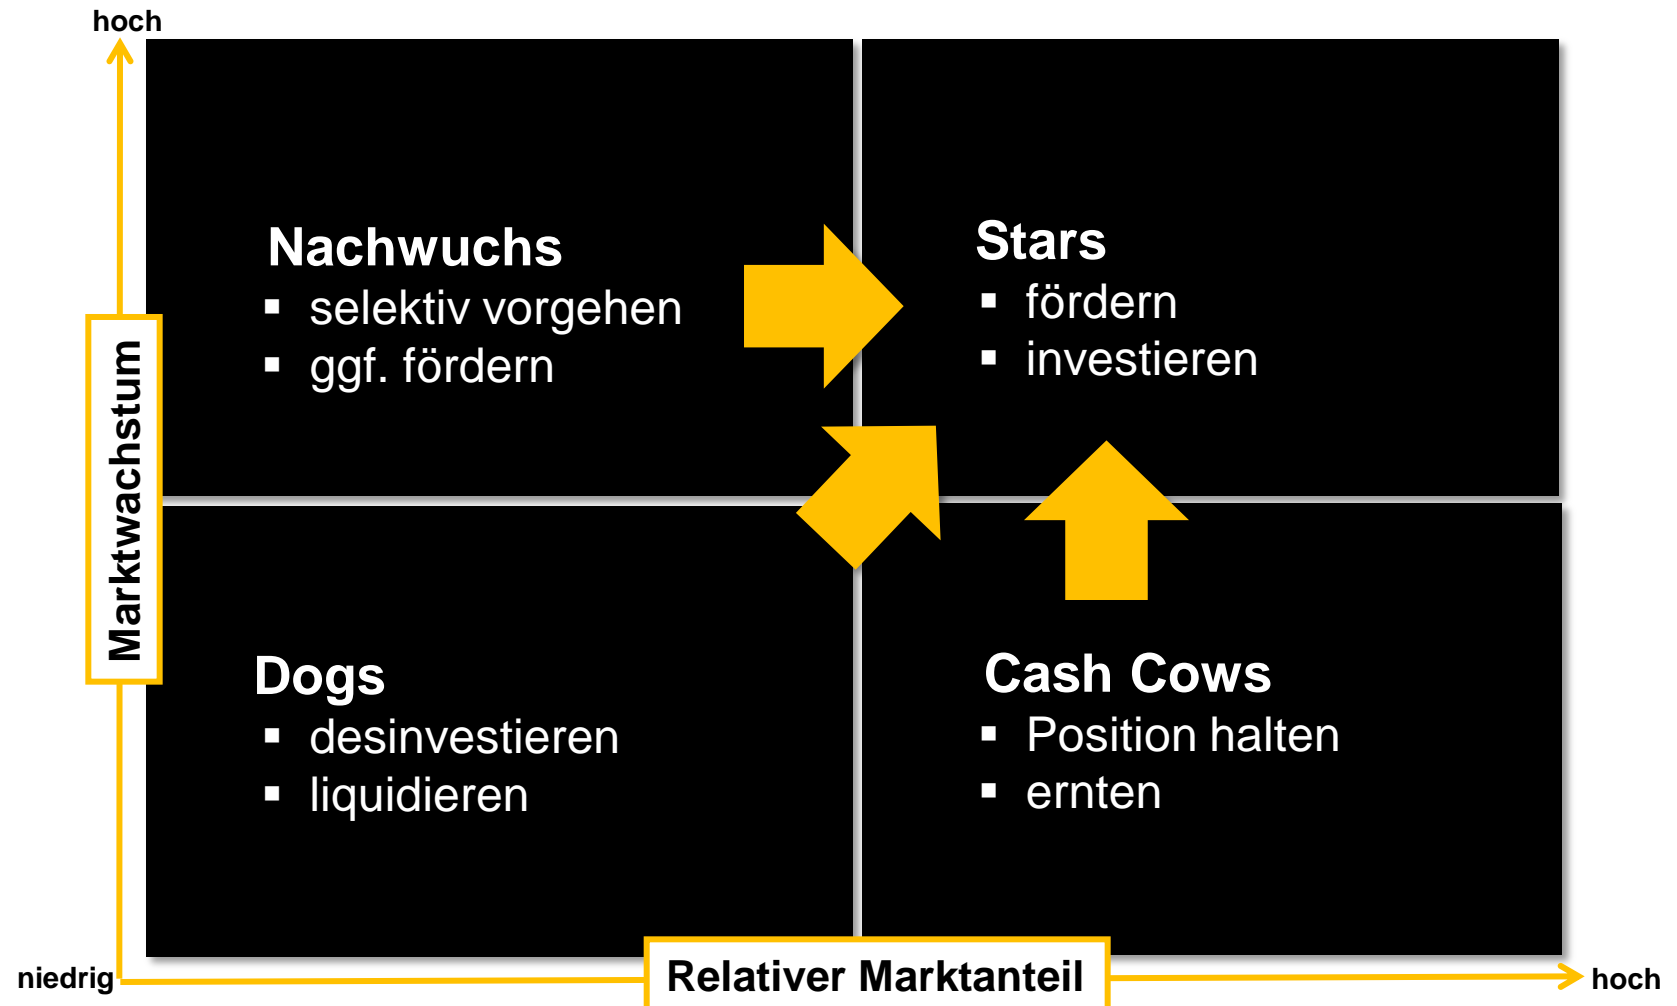 hoch
Nachwuchs
▪ selektiv vorgehen
▪ ggf. fördern
Stars
▪ fördern
▪ investieren
Marktwachstum
Dogs
▪ desinvestieren
▪ liquidieren
Cash Cows
▪ Position halten
▪ ernten
niedrig
Relativer Marktanteil
hoch